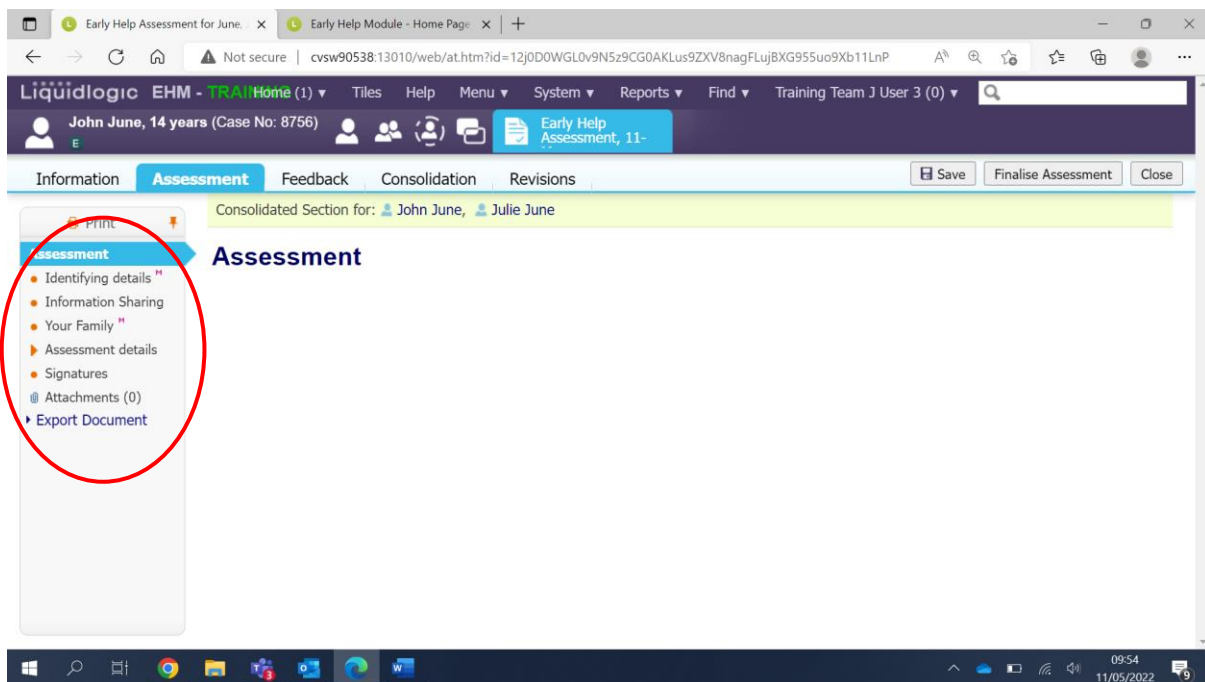 Early Help Assessment for June, Early Help Module - Home Page
Not secure | cvsw90538:13010/web/at.htm?id=12j0D0WGL0v9N5z9CG0AKLus9ZXV8nagFLujBXG955uo9Xb11LnP
Liquidlogic EHM - TRAINING Home (1) Tiles Help Menu System Reports Find Training Team J User 3 (0)
John June, 14 years (Case No: 8756) Early Help
E Assessment, 11-
Information Assessment Feedback Consolidation Revisions Save Finalise Assessment Close
Print Consolidated Section for: John June, Julie June
Assessment Assessment
Identifying details M
Information Sharing
Your Family M
Assessment details
Signatures
Attachments (0)
Export Document
09:54
11/05/2022 9